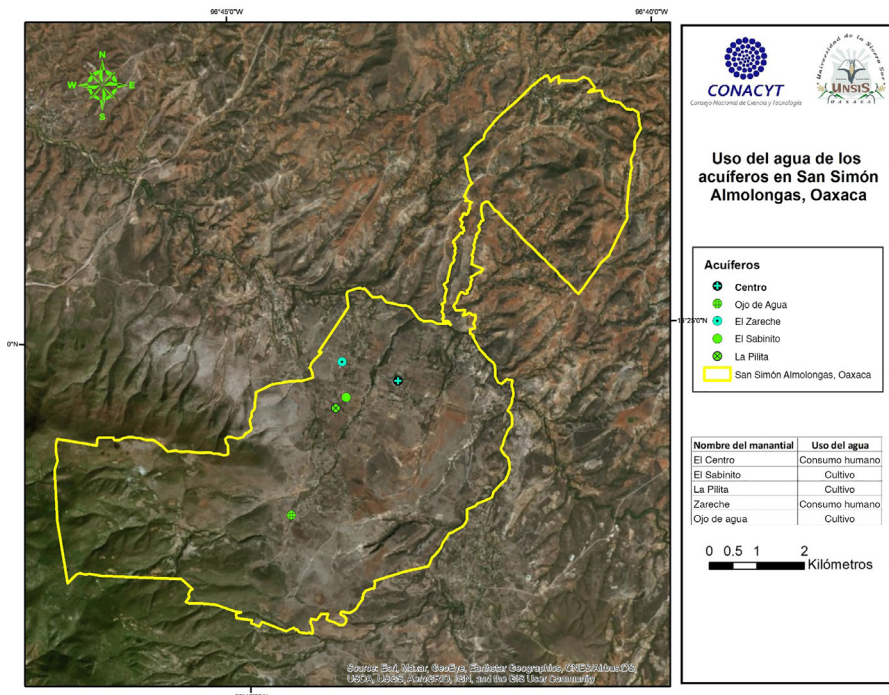 96°45'0"W
96°40'0"W
N
W
E
S
0"N
16°25'0"N
Source: Esri, Maxar, GeoEye, Earthstar Geographics, CNES/Airbus DS,
USDA, USGS, AeroGRID, IGN, and the GIS User Community
CONACYT
Consejo Nacional de Ciencia y Tecnología
Universidad de la Sierra Sur
UNSIS
OAXACA
Uso del agua de los
acuíferos en San Simón
Almolongas, Oaxaca
Acuíferos
Centro
Ojo de Agua
El Zareche
El Sabinito
La Pilita
San Simón Almolongas, Oaxaca
Nombre del manantial Uso del agua
El Centro Consumo humano
El Sabinito Cultivo
La Pilita Cultivo
Zareche Consumo humano
Ojo de agua Cultivo
0 0.5 1 2
Kilómetros